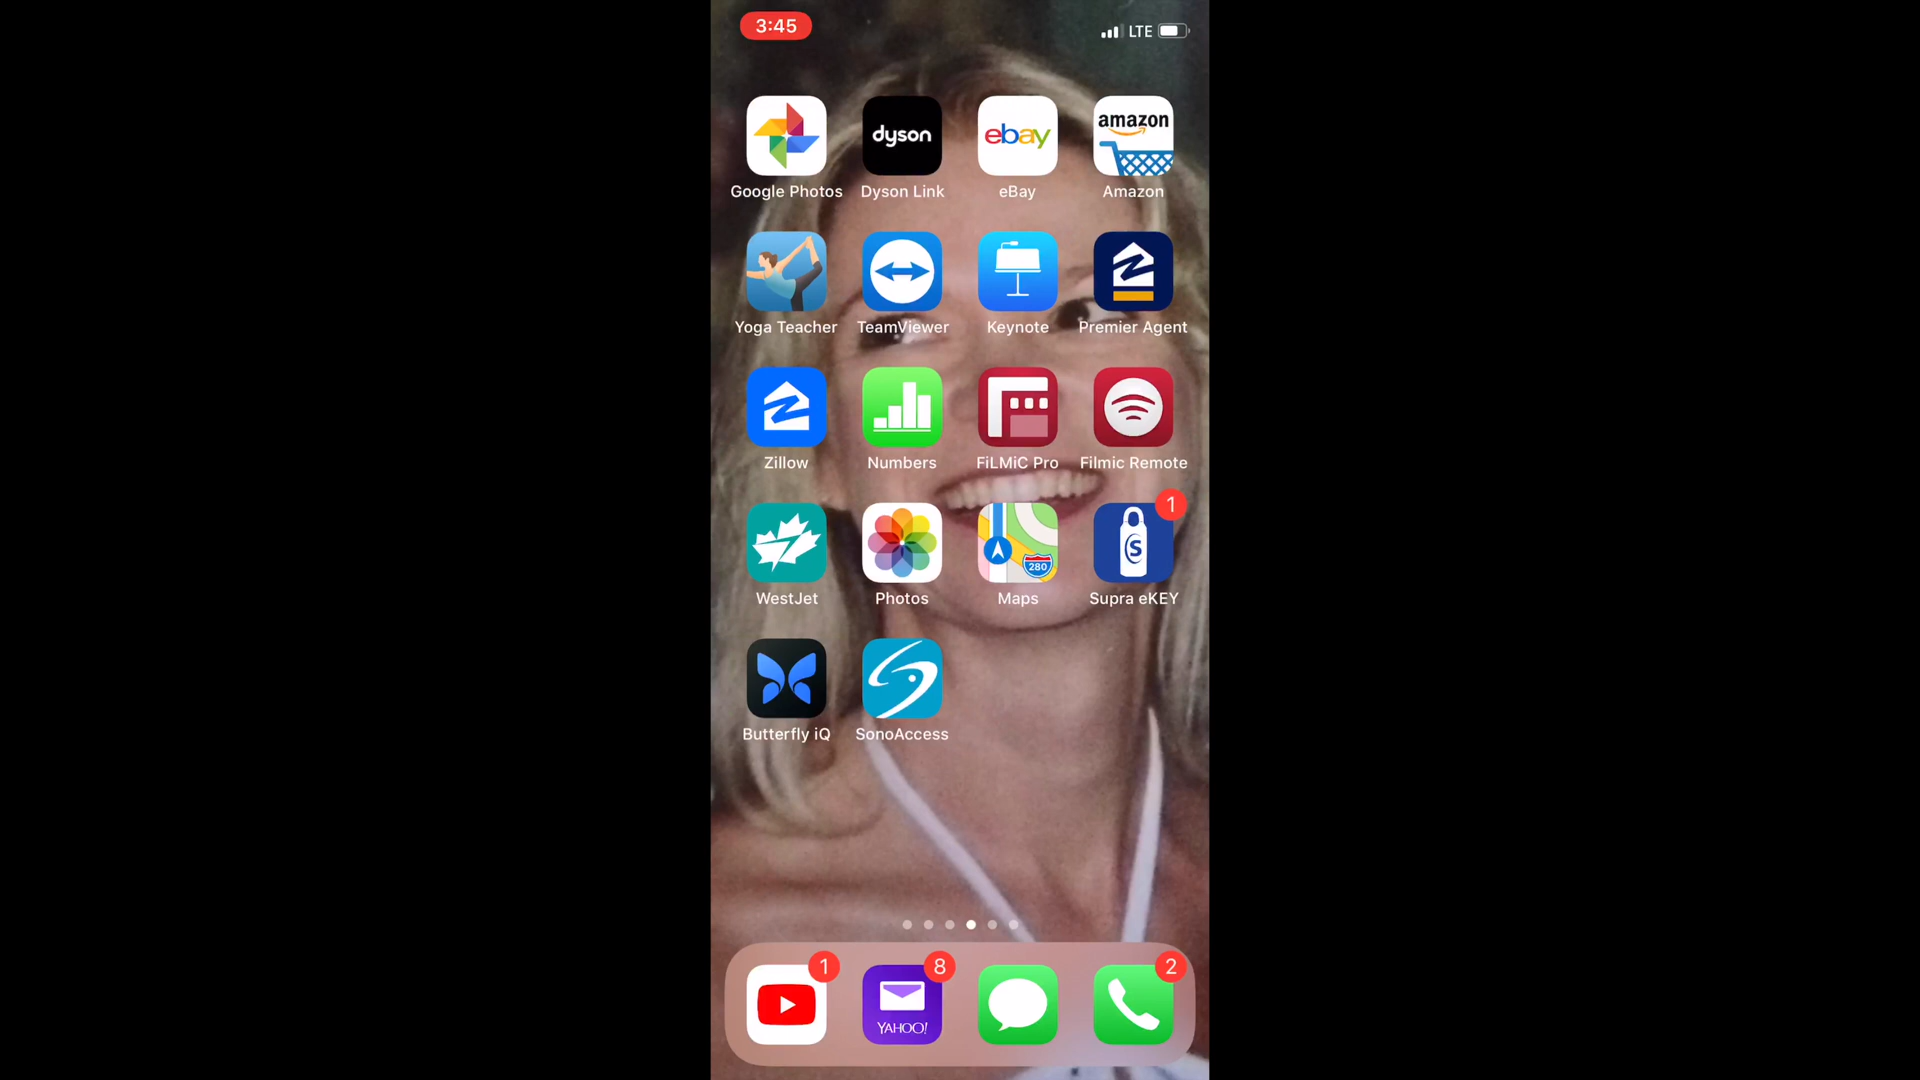 3:45 LTE
dyson ebay amazon
Google Photos Dyson Link eBay Amazon
Yoga Teacher TeamViewer Keynote Premier Agent
Zillow Numbers FiLMiC Pro Filmic Remote
1
280 S
WestJet Photos Maps Supra eKEY
Butterfly iQ SonoAccess
1 8 2
YAHOO!